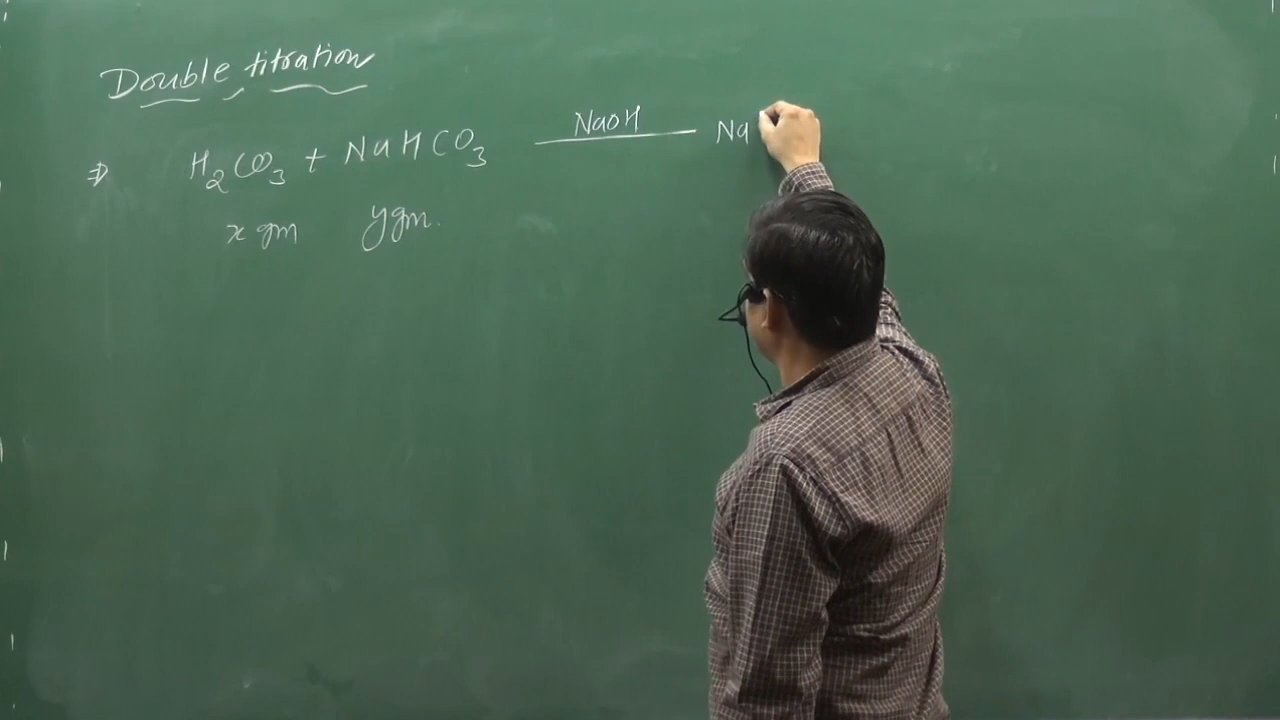 Double titration
⇒ H₂CO₃ + NaHCO₃ NaOH Na
x gm y gm.